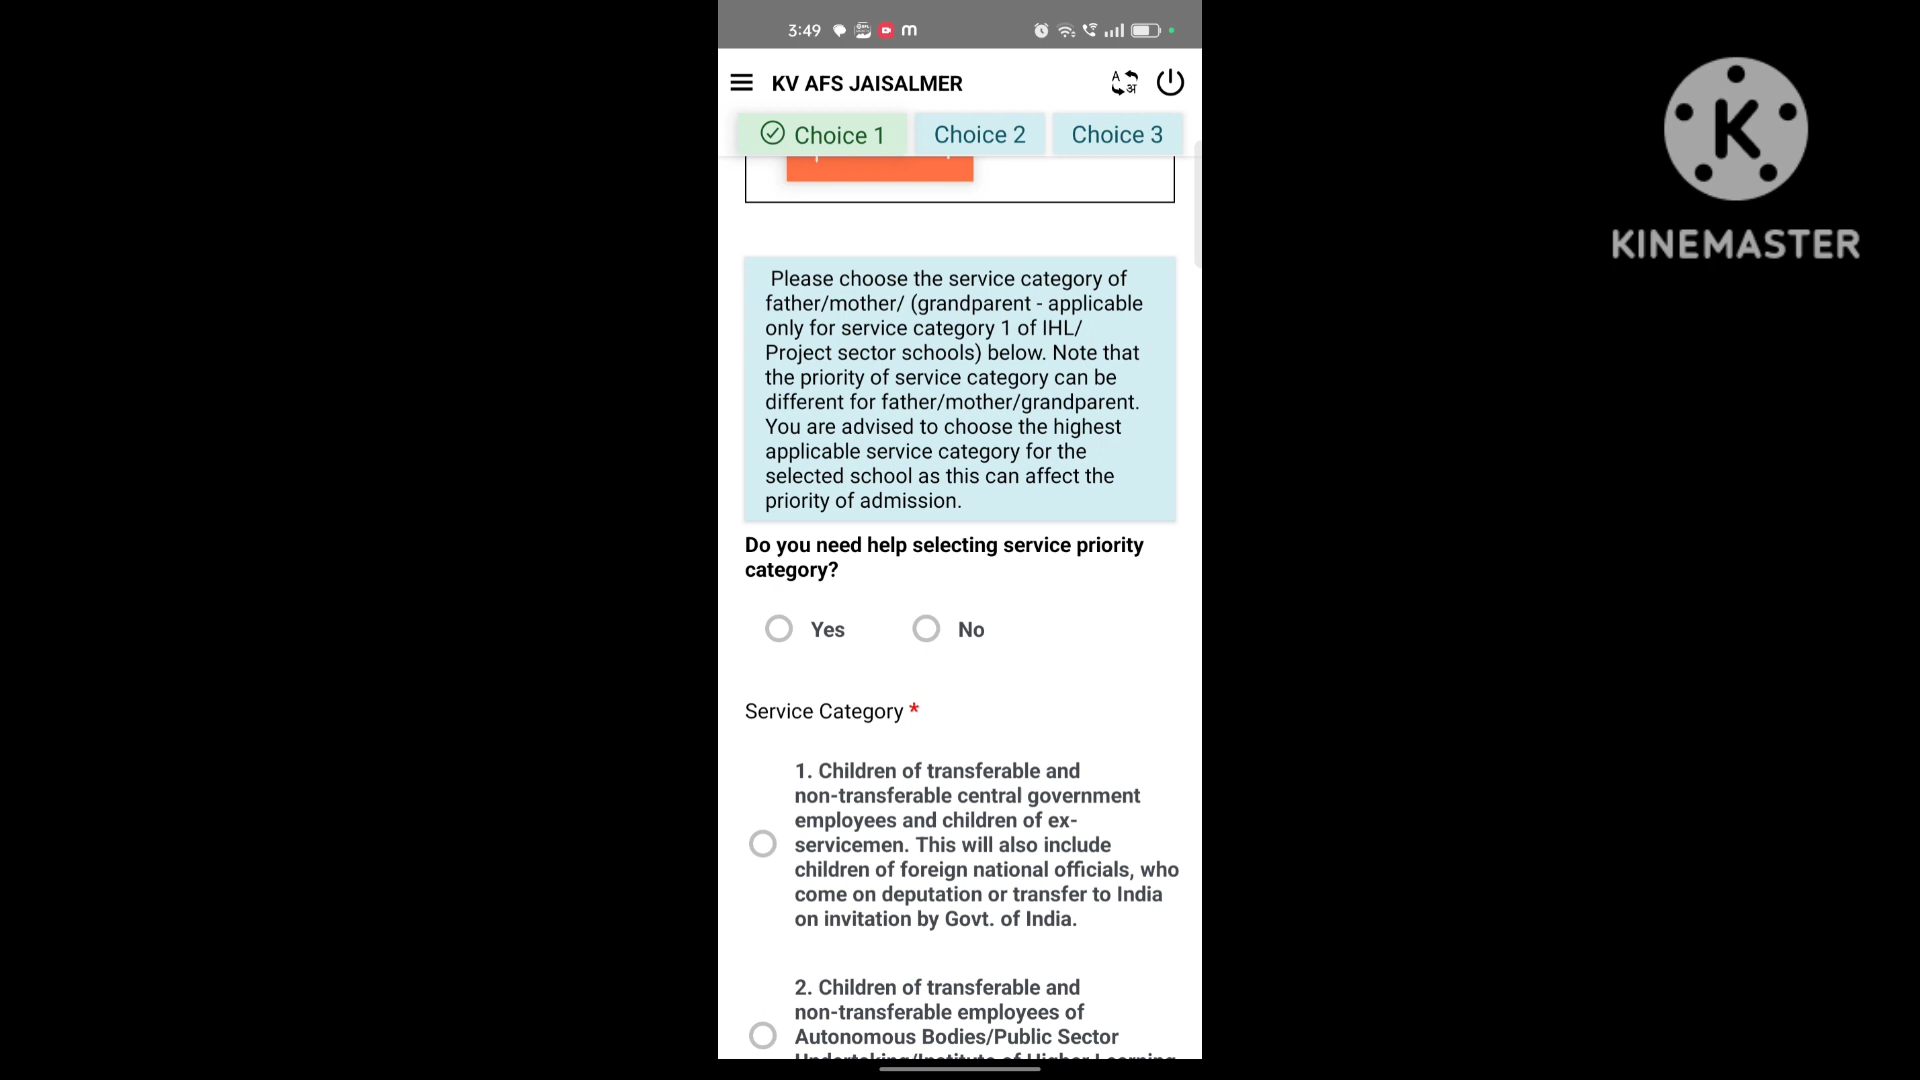 3:49 m
KV AFS JAISALMER
A
अ
Choice 1 Choice 2 Choice 3
K
KINEMASTER
Please choose the service category of
father/mother/ (grandparent - applicable
only for service category 1 of IHL/
Project sector schools) below. Note that
the priority of service category can be
different for father/mother/grandparent.
You are advised to choose the highest
applicable service category for the
selected school as this can affect the
priority of admission.
Do you need help selecting service priority
category?
Yes No
Service Category *
1. Children of transferable and
non-transferable central government
employees and children of ex-
servicemen. This will also include
children of foreign national officials, who
come on deputation or transfer to India
on invitation by Govt. of India.
2. Children of transferable and
non-transferable employees of
Autonomous Bodies/Public Sector
Undertaking/Institute of Higher Learning